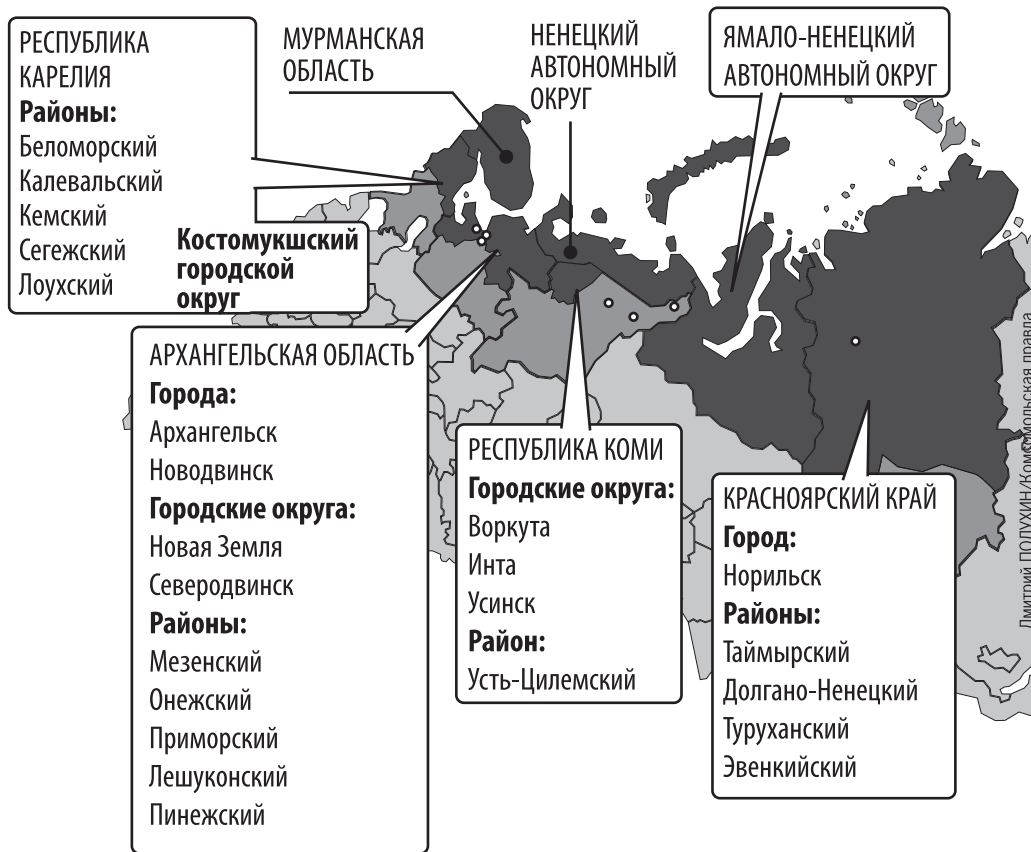 РЕСПУБЛИКА
КАРЕЛИЯ
Районы:
Беломорский
Калевальский
Кемский
Сегежский
Лоухский
Костомукшский
городской
округ
МУРМАНСКАЯ
ОБЛАСТЬ
НЕНЕЦКИЙ
АВТОНОМНЫЙ
ОКРУГ
ЯМАЛО-НЕНЕЦКИЙ
АВТОНОМНЫЙ ОКРУГ
АРХАНГЕЛЬСКАЯ ОБЛАСТЬ
Города:
Архангельск
Новодвинск
Городские округа:
Новая Земля
Северодвинск
Районы:
Мезенский
Онежский
Приморский
Лешуконский
Пинежский
РЕСПУБЛИКА КОМИ
Городские округа:
Воркута
Инта
Усинск
Район:
Усть-Цилемский
КРАСНОЯРСКИЙ КРАЙ
Город:
Норильск
Районы:
Таймырский
Долгано-Ненецкий
Туруханский
Эвенкийский
Дмитрий ПОЛУХИН/Комсомольская правда